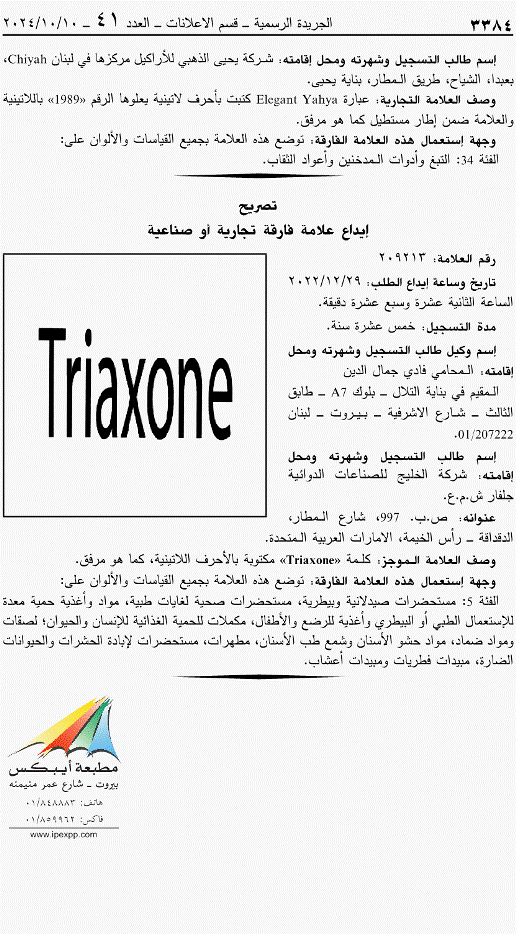 ٣٣٨٤ الجريدة الرسمية ــ قسم الاعلانات ــ العدد ٤١ ــ ٢٠٢٤/١٠/١٠
إسم طالب التسجيل وشهرته ومحل إقامته: شركة يحيى الذهبي للأراكيل مركزها في لبنان Chiyah،
بعبدا، الشياح، طريق المطار، بناية يحيى.
وصف العلامة التجارية: عبارة Elegant Yahya كتبت بأحرف لاتينية يعلوها الرقم «1989» باللاتينية
والعلامة ضمن إطار مستطيل كما هو مرفق.
وجهة إستعمال هذه العلامة الفارقة: توضع هذه العلامة بجميع القياسات والألوان على:
الفئة 34: التبغ وأدوات المدخنين وأعواد الثقاب.
تصريح
إيداع علامة فارقة تجارية أو صناعية
رقم العلامة: ٢٠٩٢١٣
تاريخ وساعة إيداع الطلب: ٢٠٢٢/١٢/٢٩
الساعة الثانية عشرة وسبع عشرة دقيقة.
مدة التسجيل: خمس عشرة سنة.
إسم وكيل طالب التسجيل وشهرته ومحل
إقامته: المحامي فادي جمال الدين
المقيم في بناية التلال ــ بلوك A7 ــ طابق
الثالث ــ شارع الاشرفية ــ بيروت ــ لبنان
01/207222.
إسم طالب التسجيل وشهرته ومحل
إقامته: شركة الخليج للصناعات الدوائية
جلفار ش.م.ع.
عنوانه: ص.ب. 997، شارع المطار،
الدقداقة ــ رأس الخيمة، الامارات العربية المتحدة.
Triaxone
وصف العلامة الموجز: كلمة «Triaxone» مكتوبة بالأحرف اللاتينية، كما هو مرفق.
وجهة إستعمال هذه العلامة الفارقة: توضع هذه العلامة بجميع القياسات والألوان على:
الفئة 5: مستحضرات صيدلانية وبيطرية، مستحضرات صحية لغايات طبية، مواد وأغذية حمية معدة
للإستعمال الطبي أو البيطري وأغذية للرضع والأطفال، مكملات للحمية الغذائية للإنسان والحيوان؛ لصقات
ومواد ضماد، مواد حشو الأسنان وشمع طب الأسنان، مطهرات، مستحضرات لإبادة الحشرات والحيوانات
الضارة، مبيدات فطريات ومبيدات أعشاب.
مطبعة أيبكس
بيروت ــ شارع عمر منيمنه
هاتف: ٠١/٨٤٨٨٨٣
فاكس: ٠١/٨٥٩٩٦٢
www.ipexpp.com